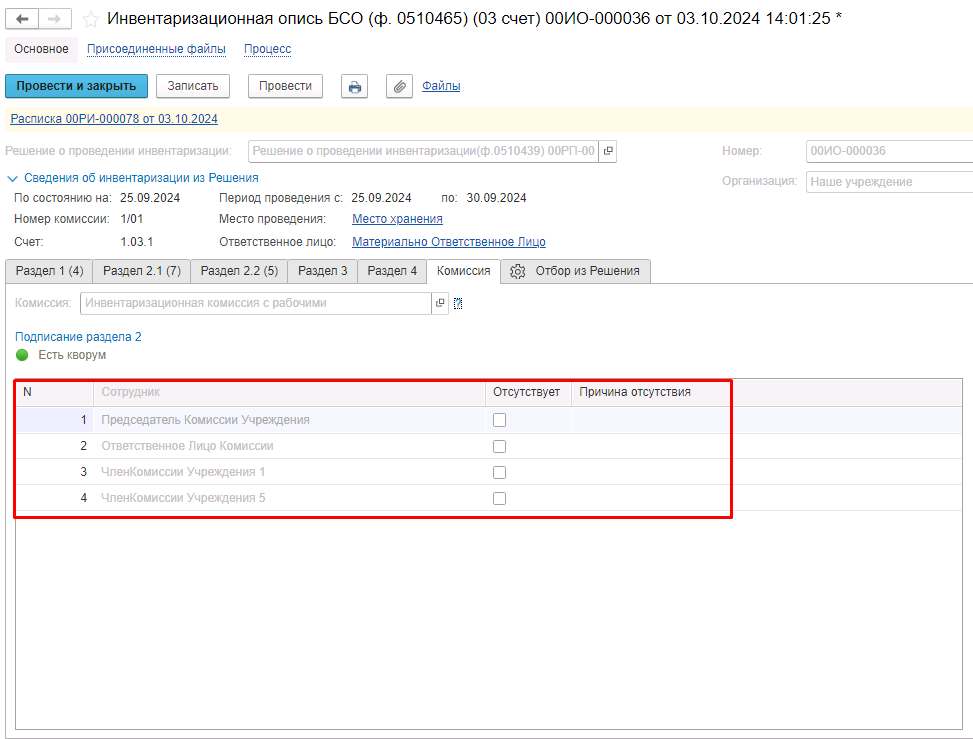 Инвентаризационная опись БСО (ф. 0510465) (03 счет) 00ИО-000036 от 03.10.2024 14:01:25 *
Основное Присоединенные файлы Процесс
Провести и закрыть Записать Провести Файлы
Расписка 00РИ-000078 от 03.10.2024
Решение о проведении инвентаризации: Решение о проведении инвентаризации(ф.0510439) 00РП-00 Номер: 00ИО-000036
Сведения об инвентаризации из Решения Организация: Наше учреждение
По состоянию на: 25.09.2024 Период проведения с: 25.09.2024 по: 30.09.2024
Номер комиссии: 1/01 Место проведения: Место хранения
Счет: 1.03.1 Ответственное лицо: Материально Ответственное Лицо
Раздел 1 (4) Раздел 2.1 (7) Раздел 2.2 (5) Раздел 3 Раздел 4 Комиссия Отбор из Решения
Комиссия: Инвентаризационная комиссия с рабочими ?
Подписание раздела 2
Есть кворум
N Сотрудник Отсутствует Причина отсутствия
1 Председатель Комиссии Учреждения
2 Ответственное Лицо Комиссии
3 ЧленКомиссии Учреждения 1
4 ЧленКомиссии Учреждения 5